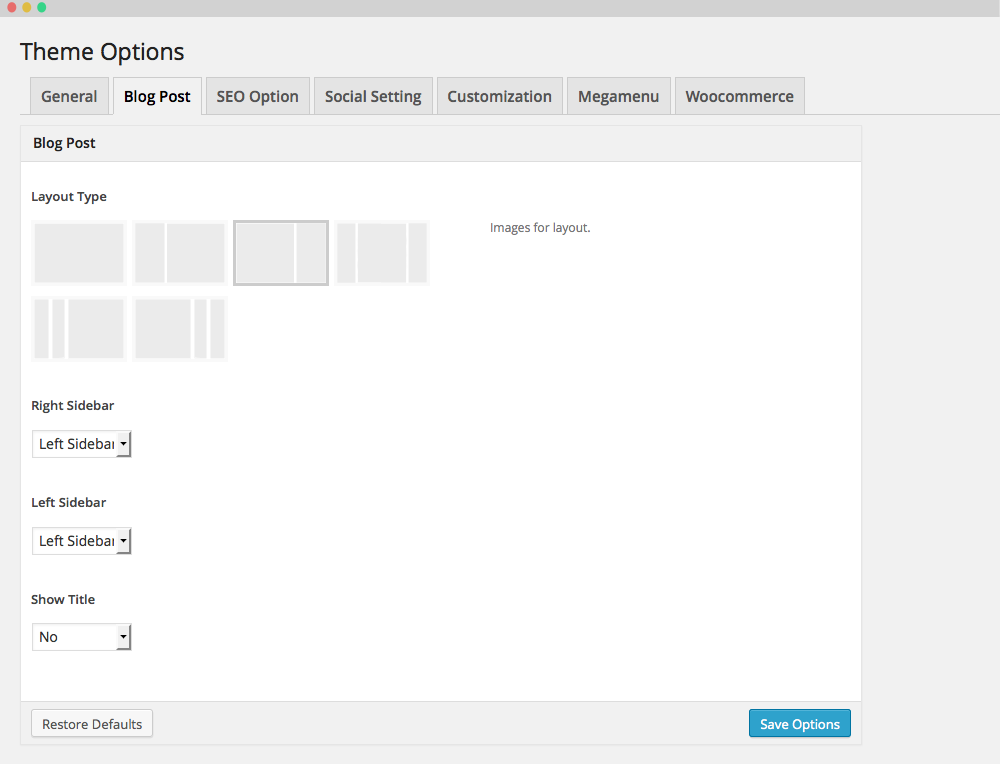 Theme Options
General Blog Post SEO Option Social Setting Customization Megamenu Woocommerce
Blog Post
Layout Type
Images for layout.
Right Sidebar
Left Sidebar
Left Sidebar
Left Sidebar
Show Title
No
Restore Defaults Save Options